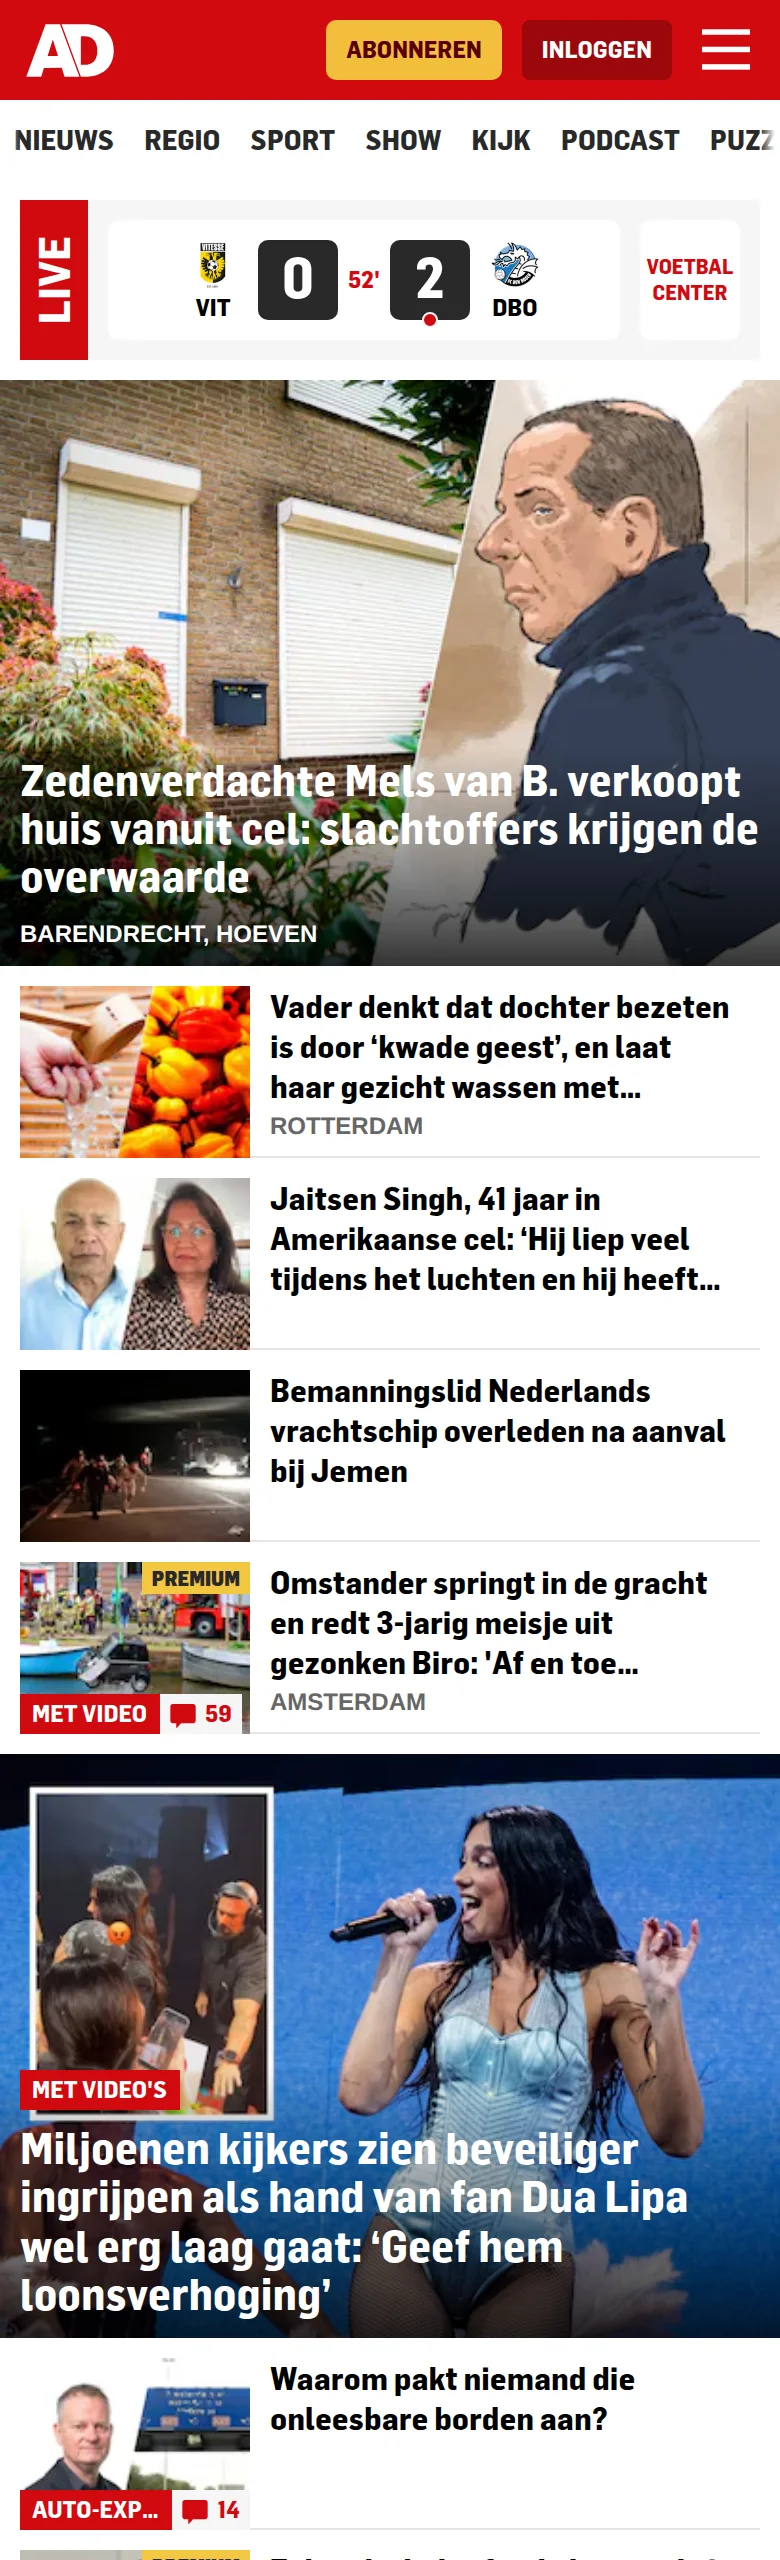 AD
ABONNEREN
INLOGGEN
NIEUWS REGIO SPORT SHOW KIJK PODCAST PUZZ
LIVE
VITESSE
VIT
0
52'
2
DBO
VOETBAL
CENTER
Zedenverdachte Mels van B. verkoopt
huis vanuit cel: slachtoffers krijgen de
overwaarde
BARENDRECHT, HOEVEN
Vader denkt dat dochter bezeten
is door ‘kwade geest’, en laat
haar gezicht wassen met...
ROTTERDAM
Jaitsen Singh, 41 jaar in
Amerikaanse cel: ‘Hij liep veel
tijdens het luchten en hij heeft...
Bemanningslid Nederlands
vrachtschip overleden na aanval
bij Jemen
PREMIUM
MET VIDEO
59
Omstander springt in de gracht
en redt 3-jarig meisje uit
gezonken Biro: 'Af en toe...
AMSTERDAM
MET VIDEO'S
Miljoenen kijkers zien beveiliger
ingrijpen als hand van fan Dua Lipa
wel erg laag gaat: ‘Geef hem
loonsverhoging’
AUTO-EXP...
14
Waarom pakt niemand die
onleesbare borden aan?